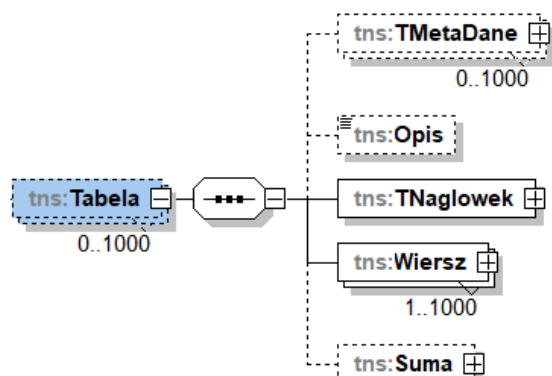 tns:TMetaDane
0..1000
tns:Opis
tns:Tabela
0..1000
tns:TNaglowek
tns:Wiersz
1..1000
tns:Suma